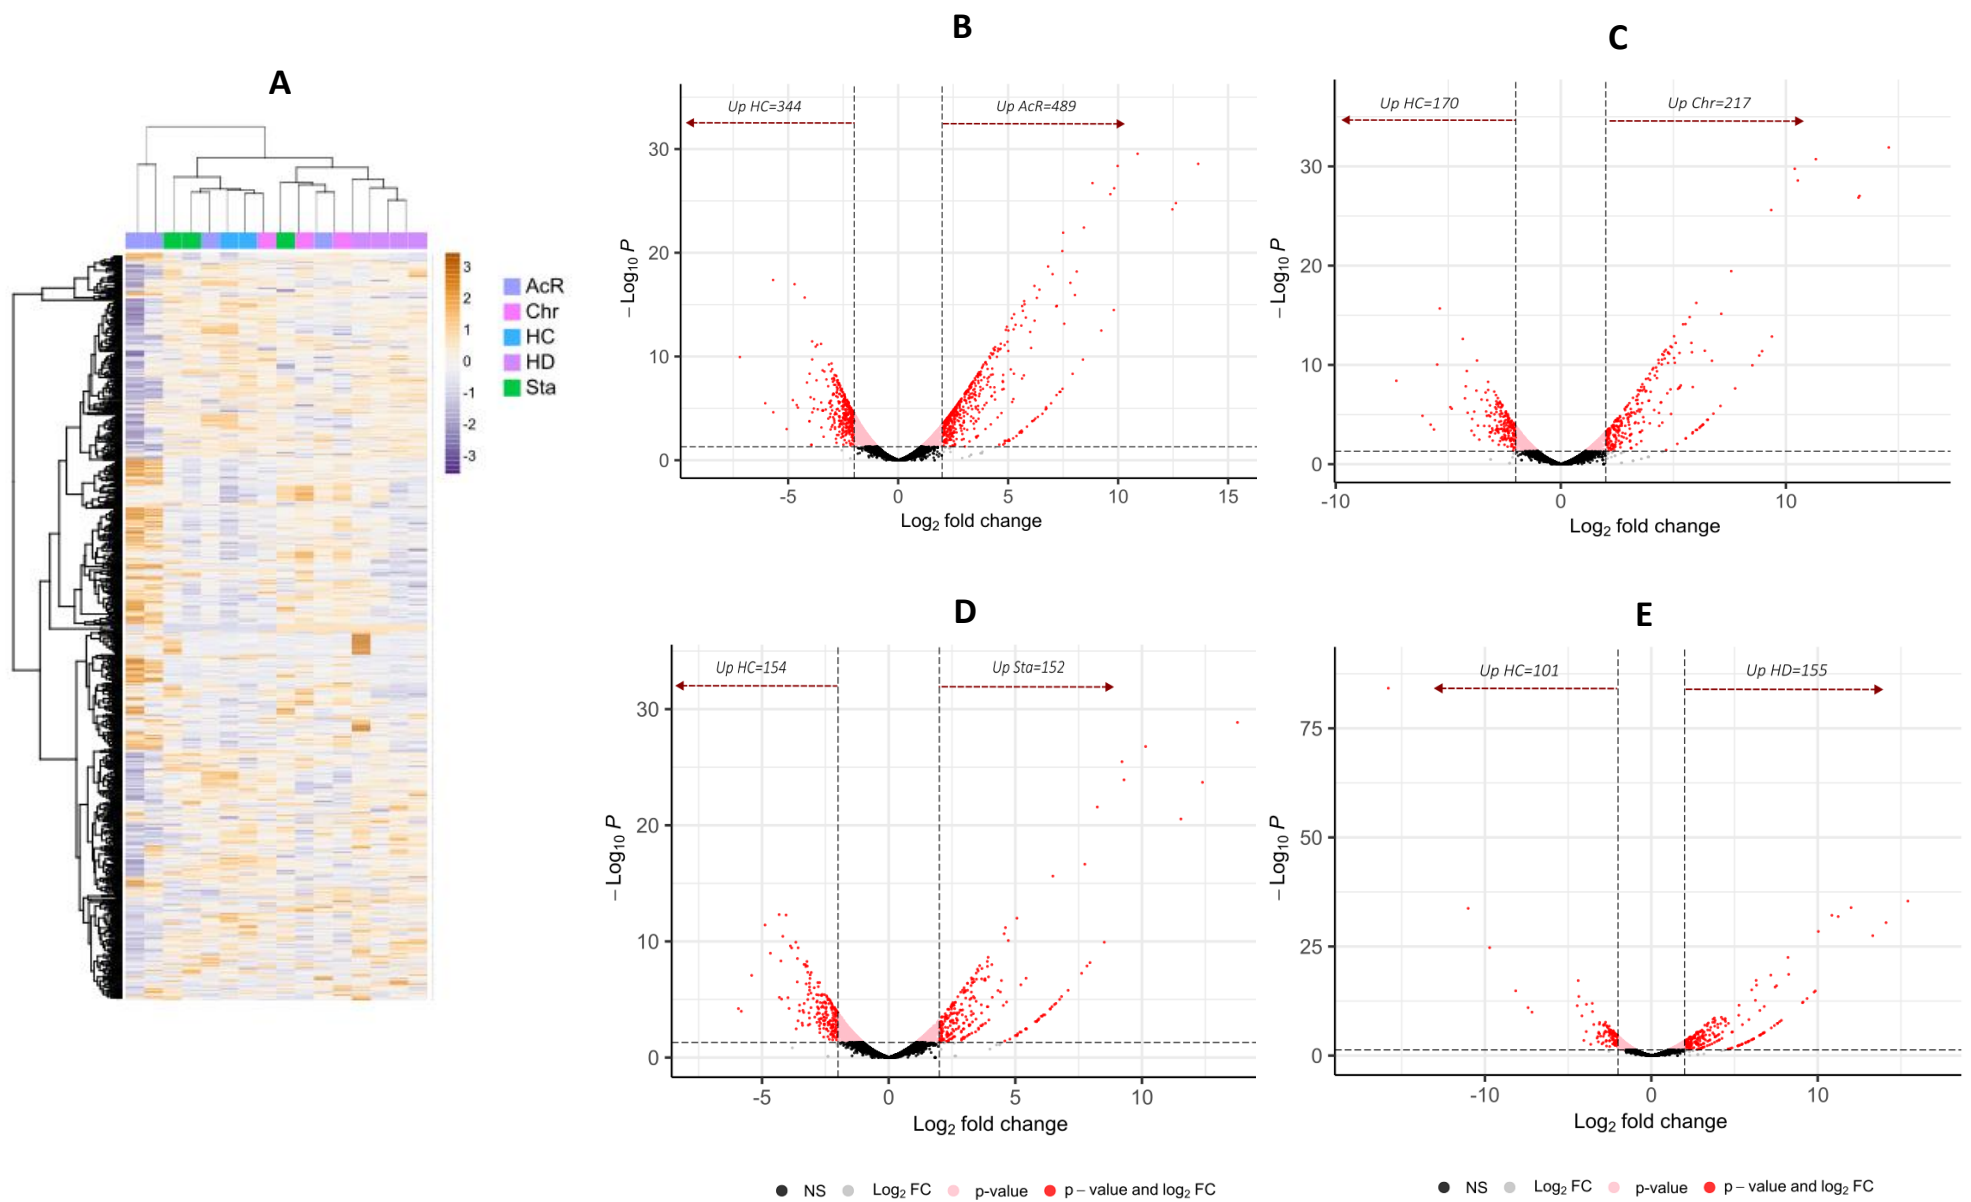 A
3
2
1
0
-1
-2
-3
AcR
Chr
HC
HD
Sta
B
Up HC=344
Up AcR=489
30
20
10
0
-5
0
5
10
15
– Log10 P
Log2 fold change
C
Up HC=170
Up Chr=217
30
20
10
0
-10
0
10
– Log10 P
Log2 fold change
D
Up HC=154
Up Sta=152
30
20
10
0
-5
0
5
10
– Log10 P
Log2 fold change
E
Up HC=101
Up HD=155
75
50
25
0
-10
0
10
– Log10 P
Log2 fold change
NS Log2 FC p-value p – value and log2 FC
NS Log2 FC p-value p – value and log2 FC